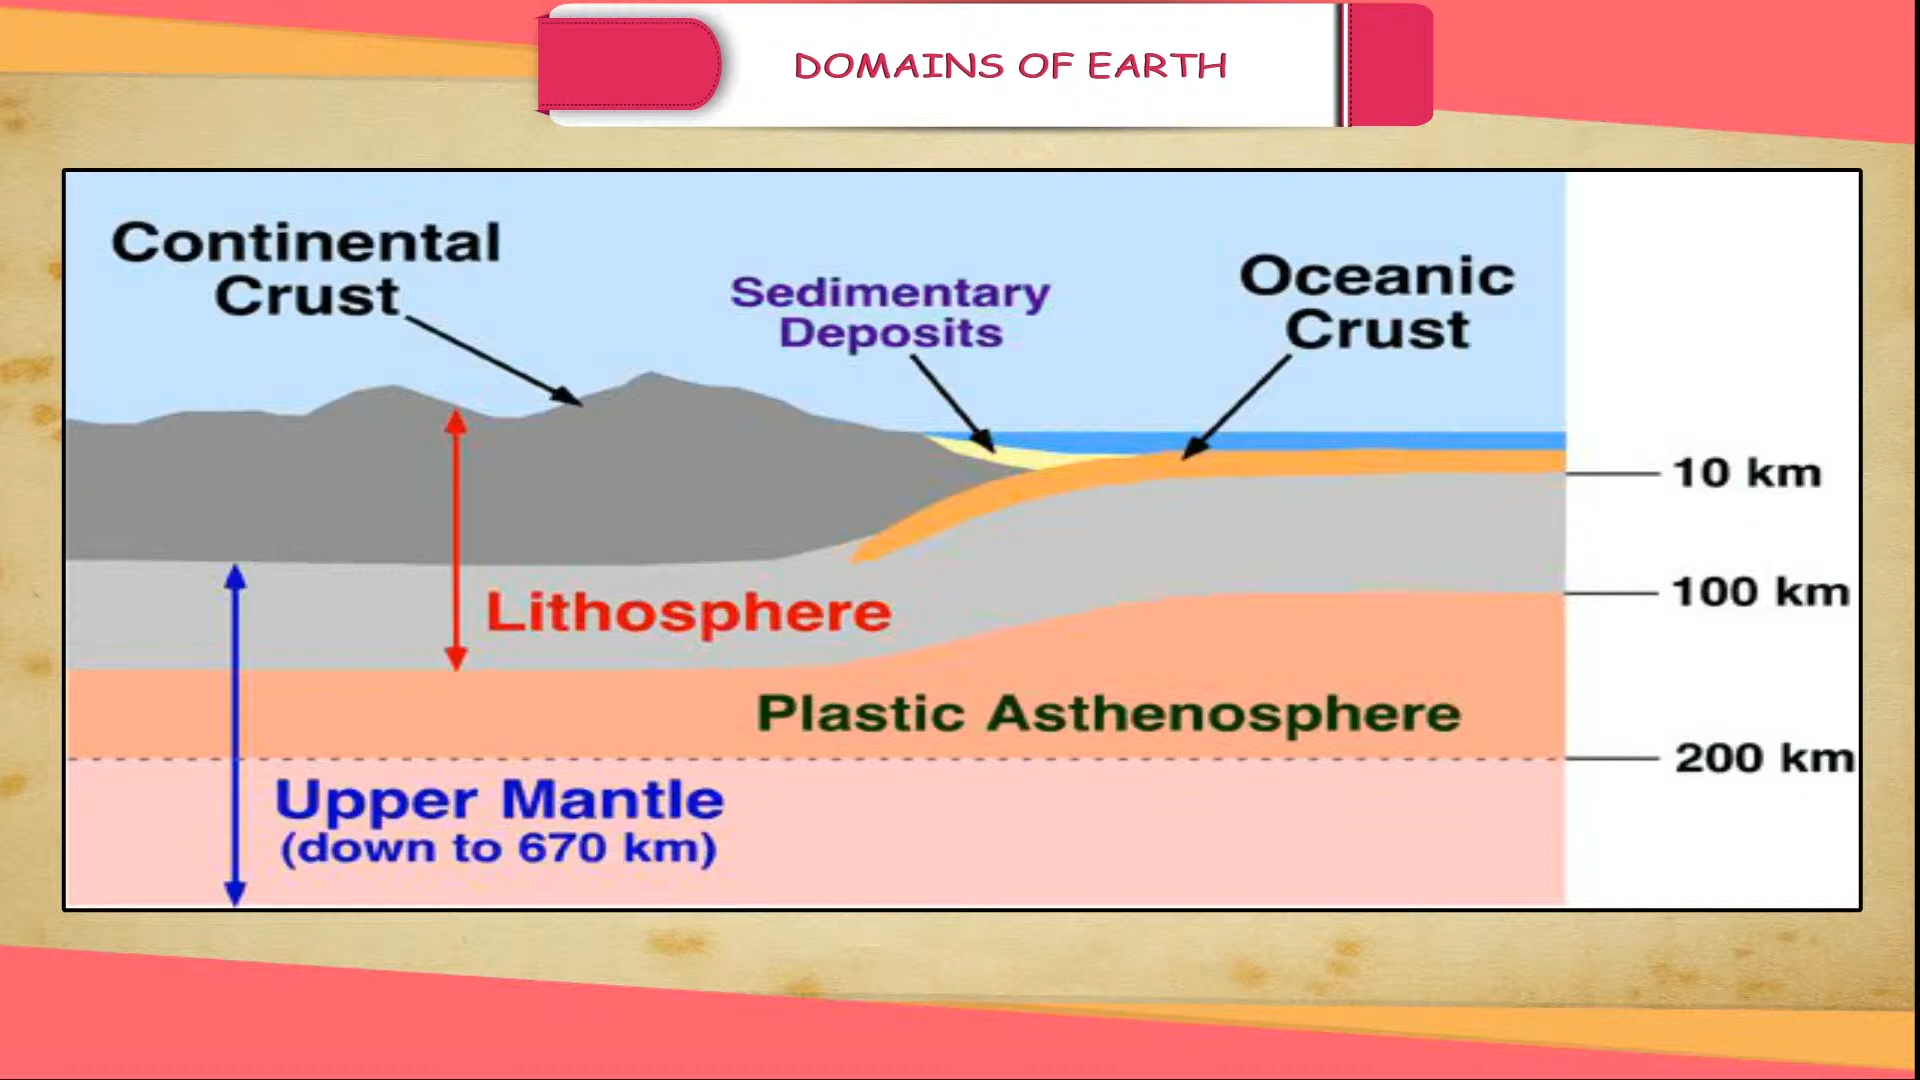 DOMAINS OF EARTH
Continental
Crust
Sedimentary
Deposits
Oceanic
Crust
10 km
100 km
Lithosphere
Plastic Asthenosphere
200 km
Upper Mantle
(down to 670 km)